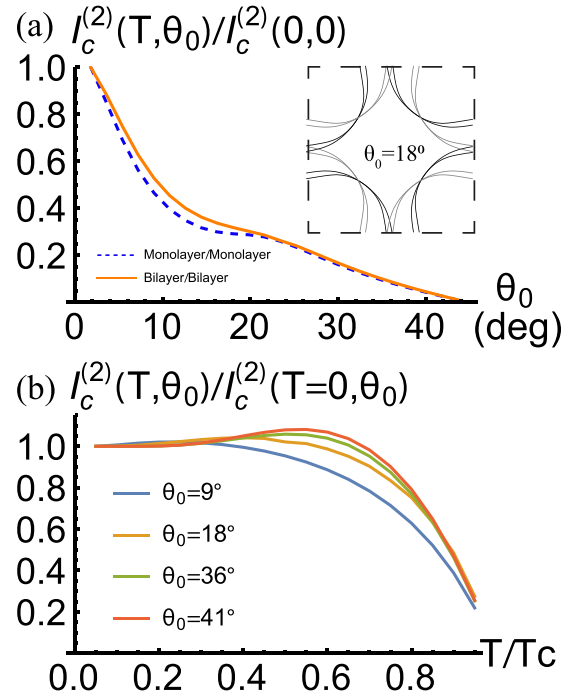 (a) I_c^(2)(T,θ_0)/I_c^(2)(0,0)
1.0
0.8
0.6
0.4
0.2
θ_0=18°
Monolayer/Monolayer
Bilayer/Bilayer
0 10 20 30 40 θ_0
(deg)
(b) I_c^(2)(T,θ_0)/I_c^(2)(T=0,θ_0)
1.0
0.8
0.6
0.4
0.2
θ_0=9°
θ_0=18°
θ_0=36°
θ_0=41°
0.0 0.2 0.4 0.6 0.8 T/Tc